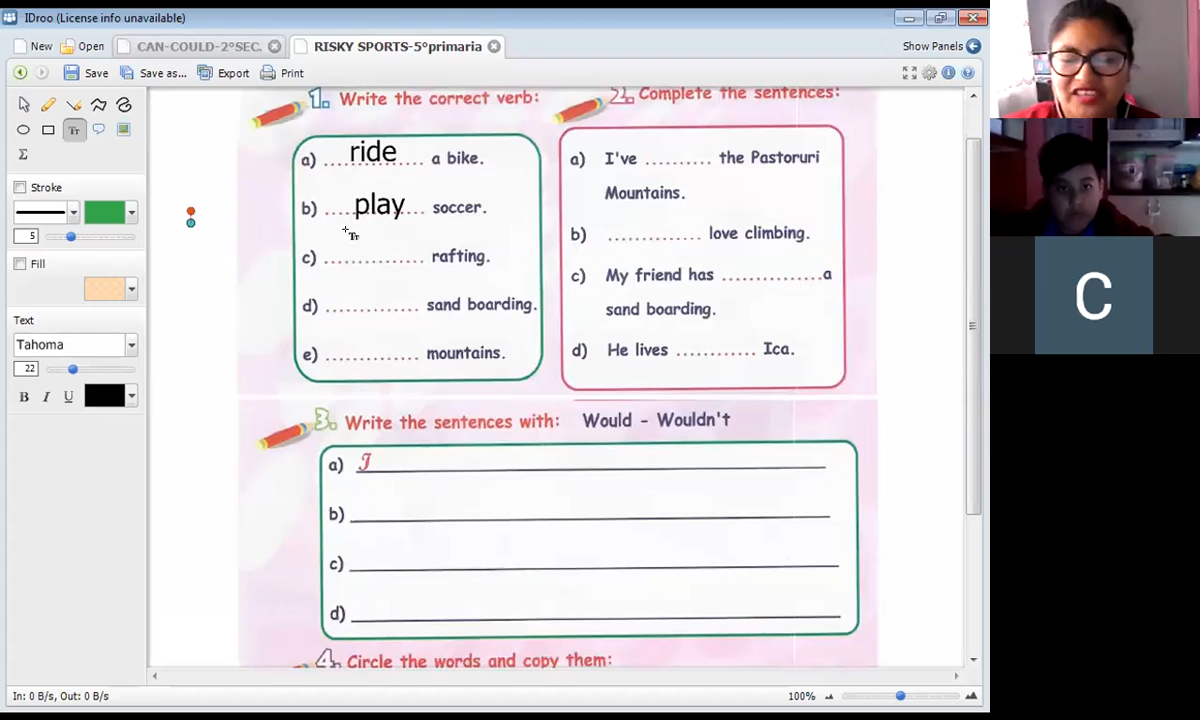 IDroo (License info unavailable)
New Open CAN-COULD-2°SEC. RISKY SPORTS-5°primaria Show Panels
Save Save as... Export Print
1. Write the correct verb:
a) ride .............. a bike.
b) play .............. soccer.
c) .............. rafting.
d) ............. sand boarding.
e) ............. mountains.
2. Complete the sentences:
a) I've .......... the Pastoruri
Mountains.
b) .............. love climbing.
c) My friend has ...............a
sand boarding.
d) He lives ............ Ica.
3. Write the sentences with: Would - Wouldn't
a) I
b)
c)
d)
4. Circle the words and copy them:
Tr
Σ
Stroke
5
Fill
Text
Tahoma
22
B I U
Tr
C
In: 0 B/s, Out: 0 B/s
100%